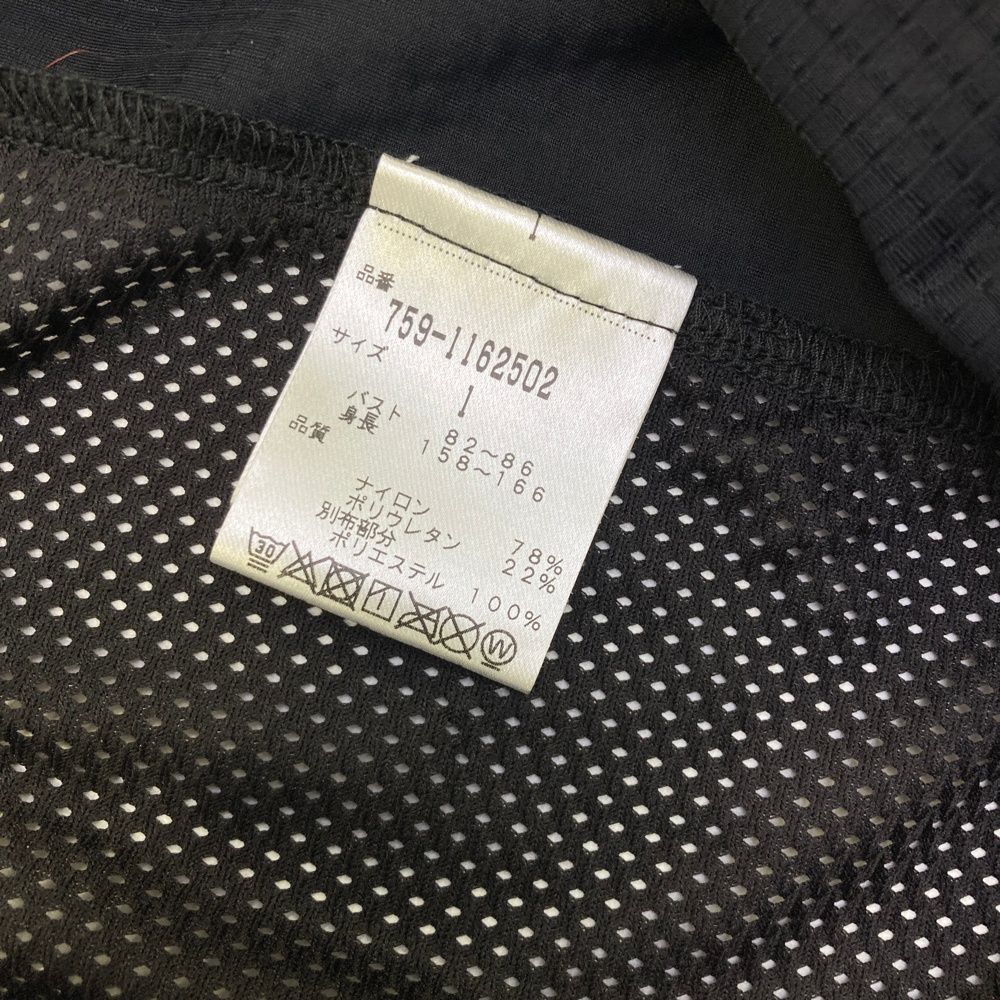 品番
759-1162502
サイズ
1
バスト 82～86
身長 158～166
品質
ナイロン 78%
ポリウレタン 22%
別布部分
ポリエステル 100%
30 W